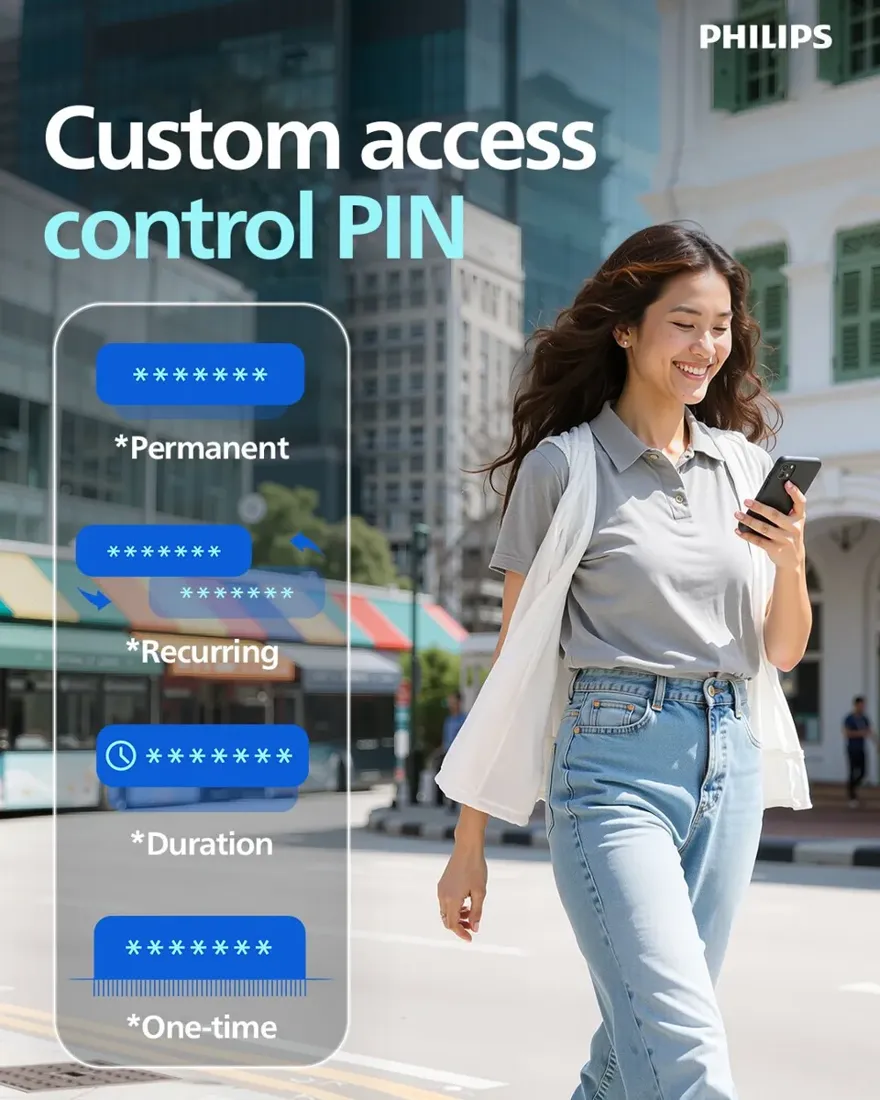 PHILIPS
Custom access
control PIN
*******
*Permanent
*******
*******
*Recurring
*******
*Duration
*******
*One-time